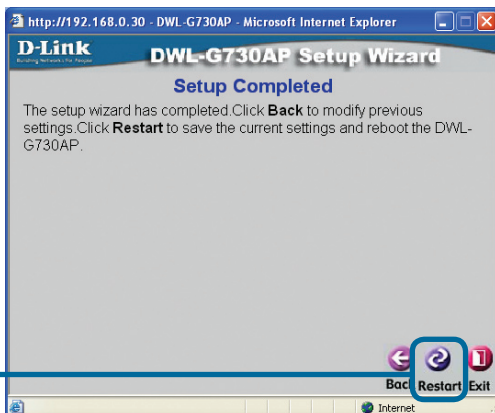 http://192.168.0.30 - DWL-G730AP - Microsoft Internet Explorer
D-Link
Building Networks for People
DWL-G730AP Setup Wizard
Setup Completed
The setup wizard has completed.Click Back to modify previous
settings.Click Restart to save the current settings and reboot the DWL-
G730AP.
Back Restart Exit
Internet